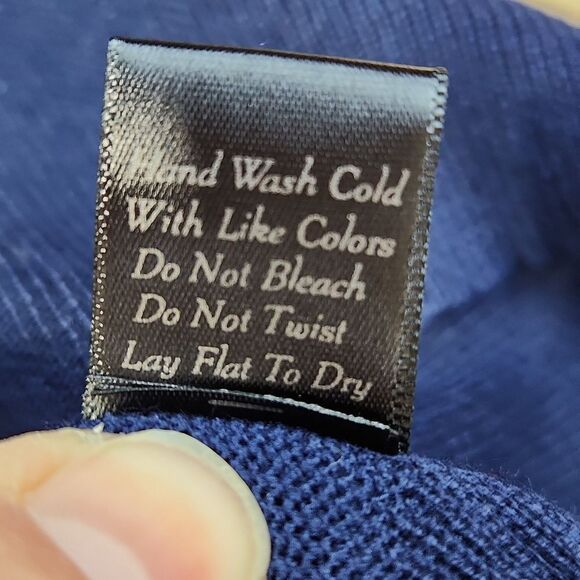 Hand Wash Cold
With Like Colors
Do Not Bleach
Do Not Twist
Lay Flat To Dry